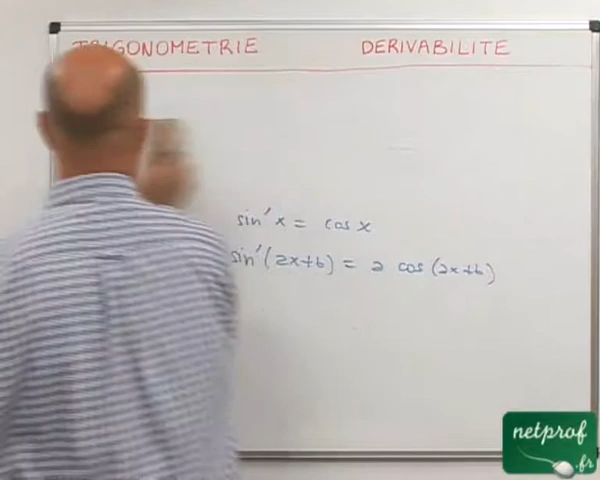 TRIGONOMETRIE DERIVABILITE
sin'x = cos x
sin'(2x+b) = 2 cos(2x+b)
netprof
.fr